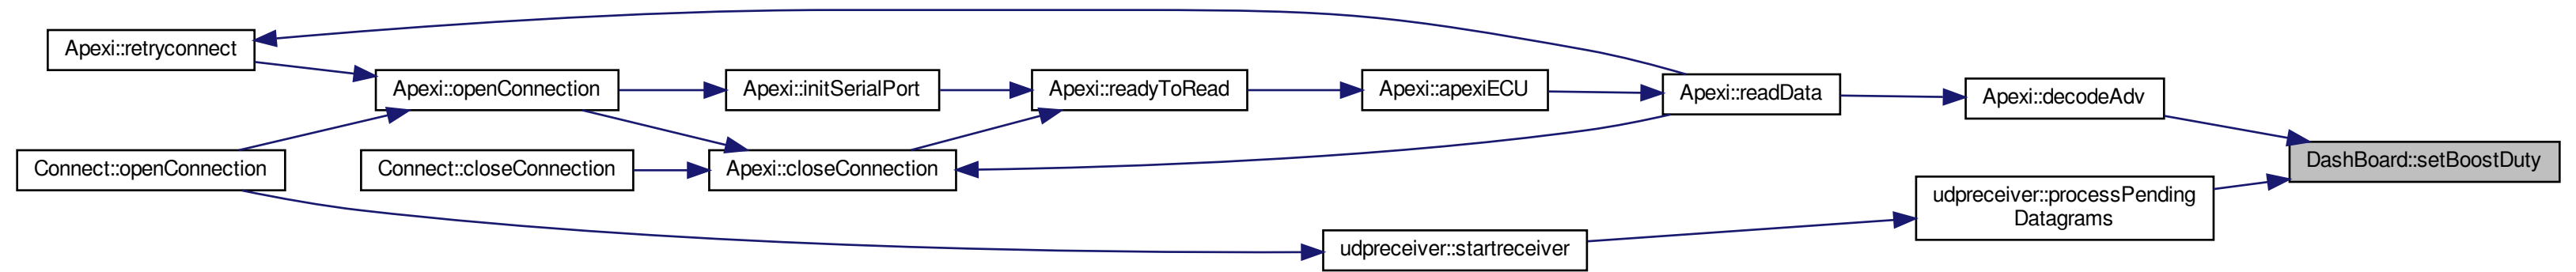 Apexi::retryconnect
Apexi::openConnection
Apexi::initSerialPort
Apexi::readyToRead
Apexi::apexiECU
Apexi::readData
Apexi::decodeAdv
Connect::openConnection
Connect::closeConnection
Apexi::closeConnection
DashBoard::setBoostDuty
udpreceiver::processPending
Datagrams
udpreceiver::startreceiver